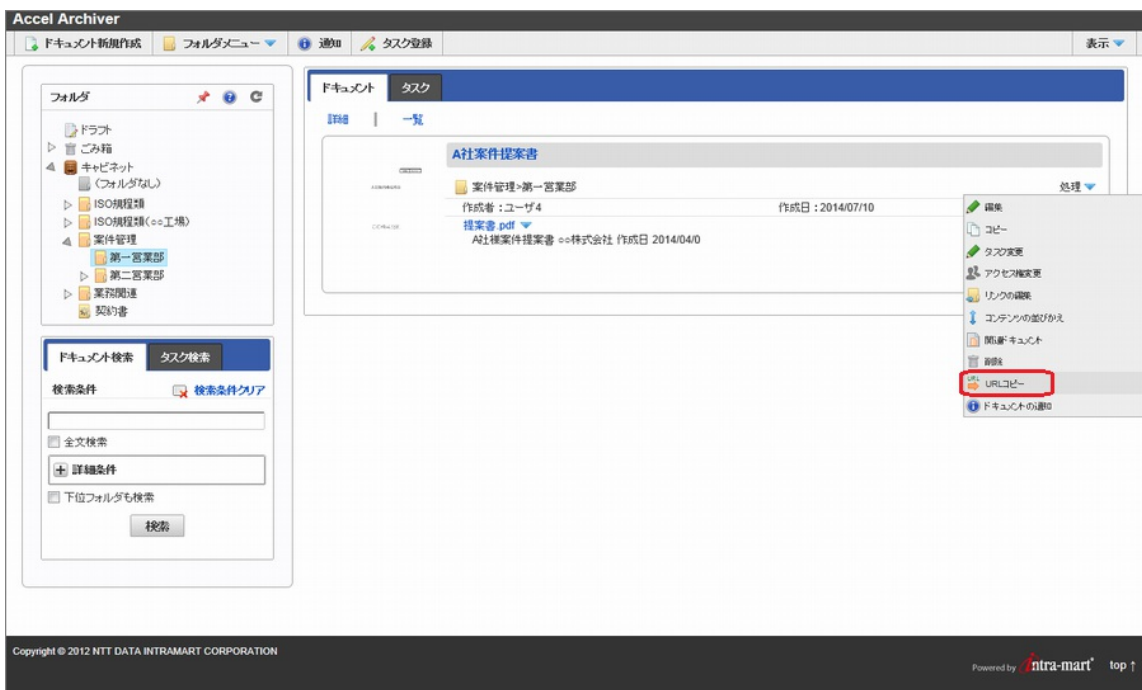 Accel Archiver
ドキュメント新規作成 フォルダメニュー 通知 タスク登録 表示
フォルダ
ドラフト
ごみ箱
キャビネット
(フォルダなし)
ISO規程類
ISO規程類(○○工場)
案件管理
第一営業部
第二営業部
業務関連
契約書
ドキュメント検索 タスク検索
検索条件 検索条件クリア
全文検索
詳細条件
下位フォルダも検索
検索
ドキュメント タスク
詳細 | 一覧
A社案件提案書
案件管理>第一営業部 処理
作成者:ユーザ4 作成日:2014/07/10
提案書.pdf
A社様案件提案書 ○○株式会社 作成日 2014/04/0
編集
コピー
タスク変更
アクセス権変更
リンクの編集
コンテンツの並びかえ
関連ドキュメント
削除
URLコピー
ドキュメントの通知
Copyright © 2012 NTT DATA INTRAMART CORPORATION
Powered by intra-mart top ↑